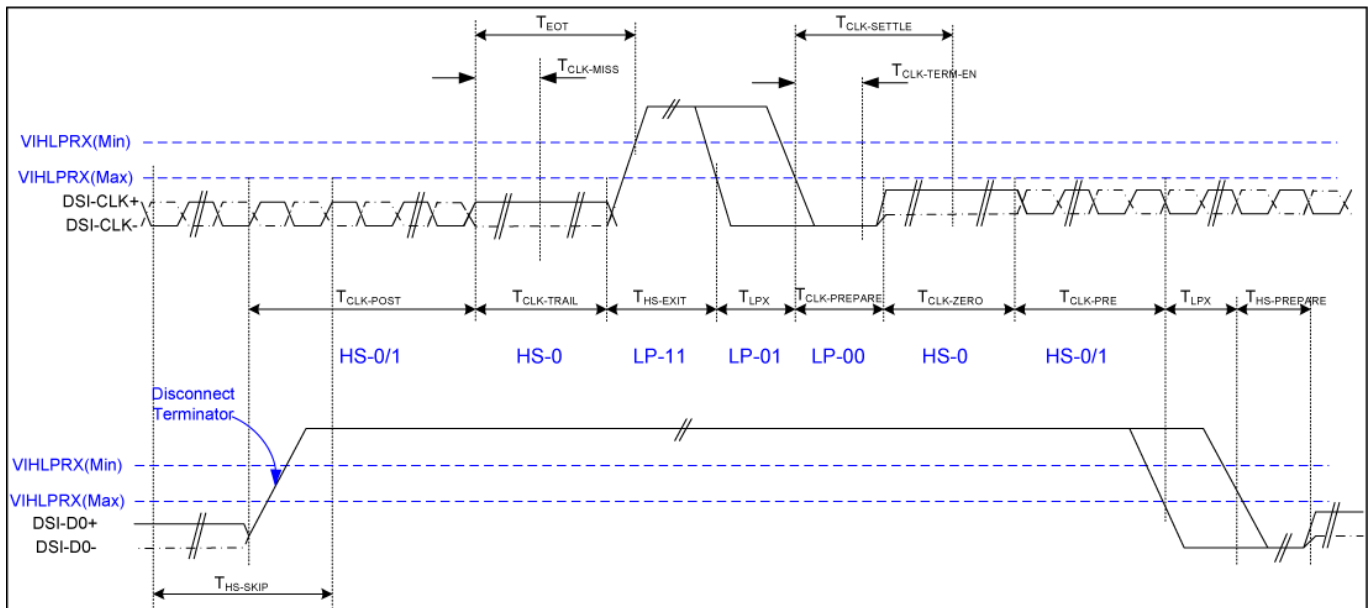 TEOT
TCLK-SETTLE
TCLK-MISS
TCLK-TERM-EN
VIHLPRX(Min)
VIHLPRX(Max)
DSI-CLK+
DSI-CLK-
TCLK-POST
TCLK-TRAIL
THS-EXIT
TLPX
TCLK-PREPARE
TCLK-ZERO
TCLK-PRE
TLPX
THS-PREPARE
HS-0/1
HS-0
LP-11
LP-01
LP-00
HS-0
HS-0/1
Disconnect
Terminator
VIHLPRX(Min)
VIHLPRX(Max)
DSI-D0+
DSI-D0-
THS-SKIP